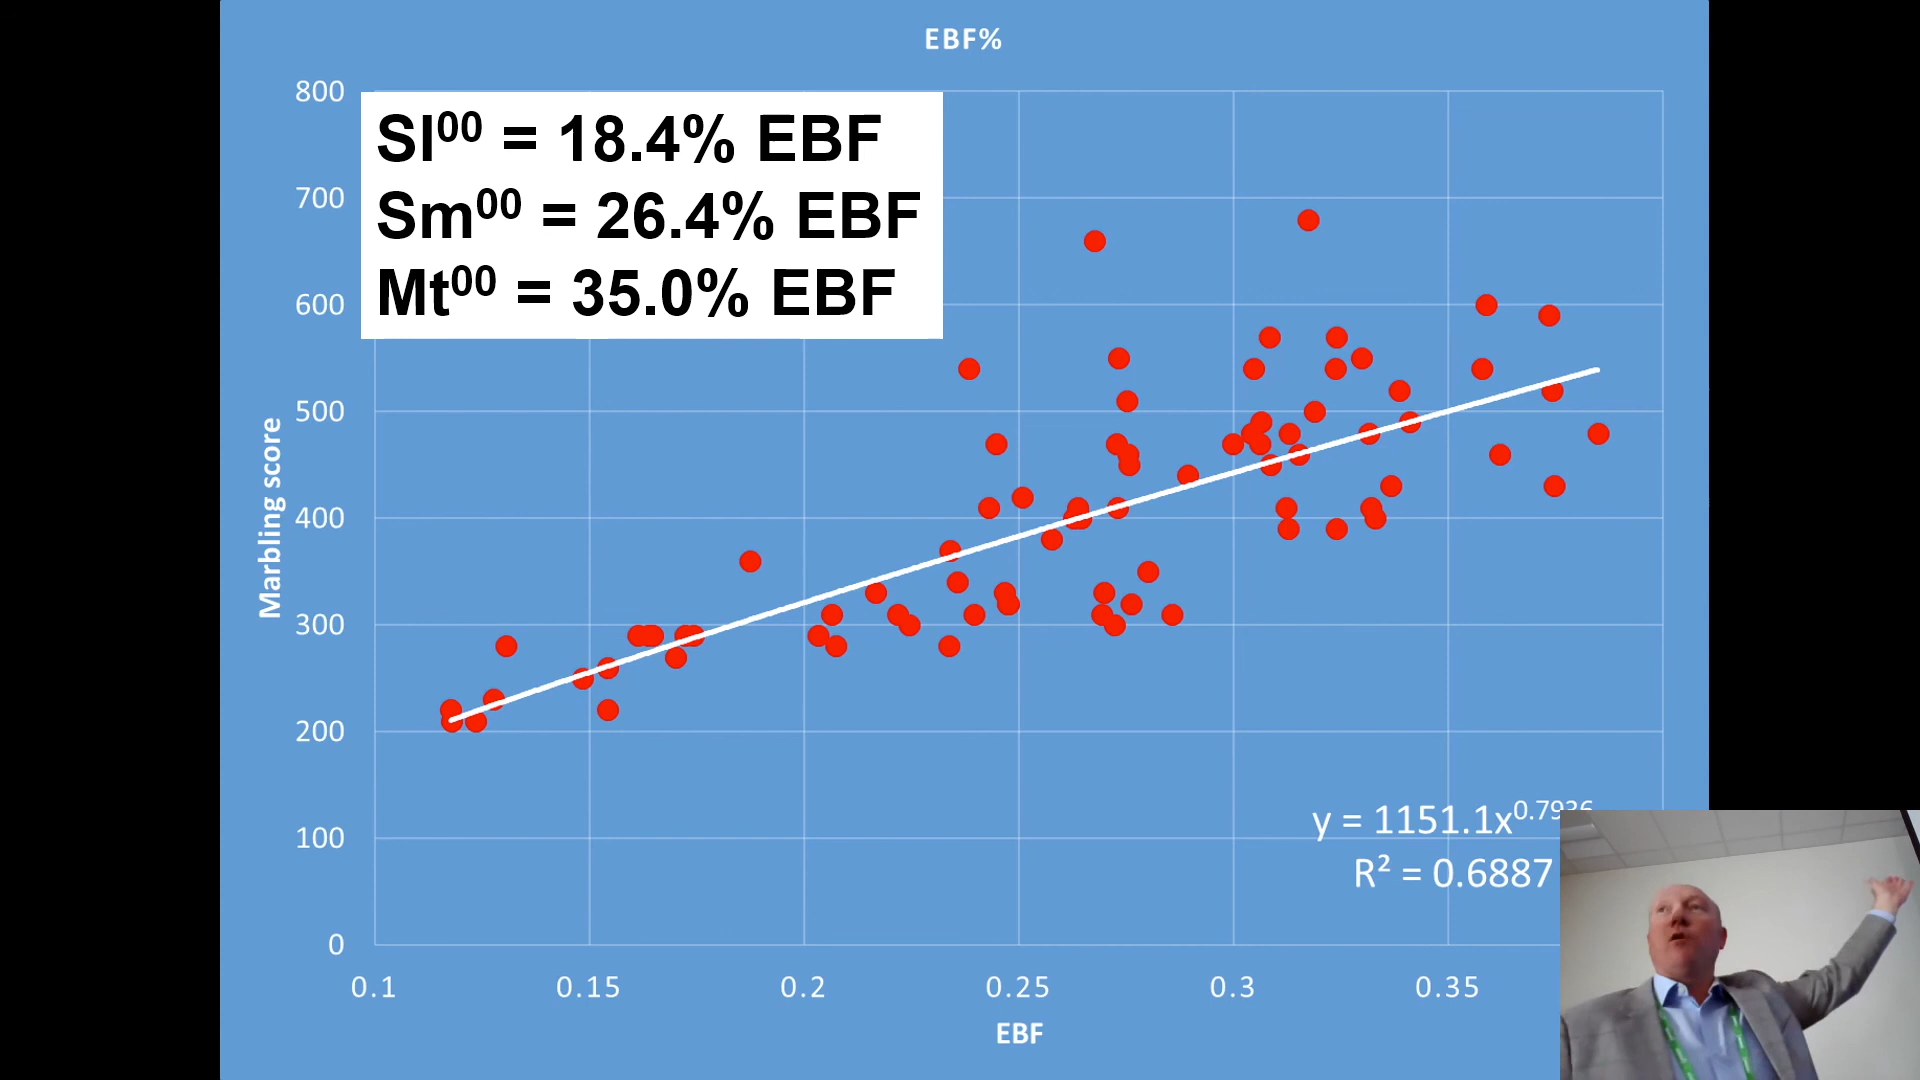 EBF%
Sl⁰⁰ = 18.4% EBF
Sm⁰⁰ = 26.4% EBF
Mt⁰⁰ = 35.0% EBF
800
700
600
500
400
300
200
100
0
Marbling score
y = 1151.1x⁰·⁷⁹³⁶
R² = 0.6887
0.1 0.15 0.2 0.25 0.3 0.35
EBF